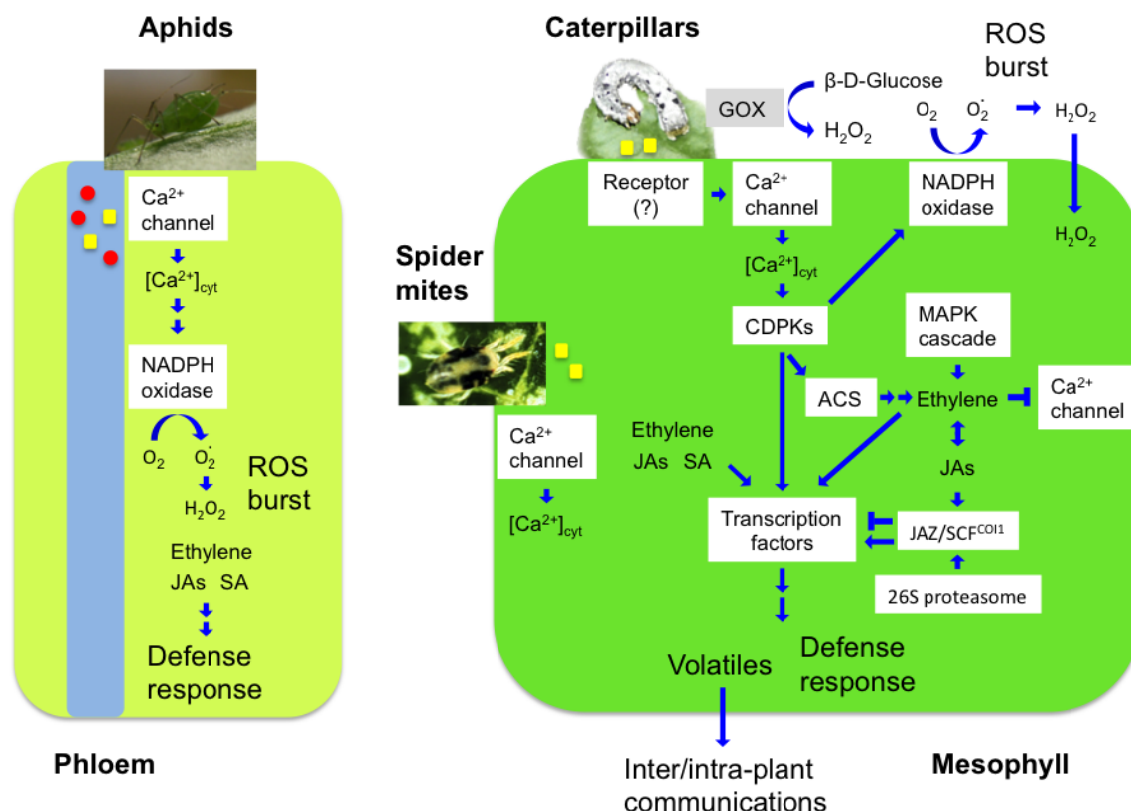 Aphids
Ca²⁺
channel
[Ca²⁺]cyt
NADPH
oxidase
O₂
O₂˙
H₂O₂
ROS
burst
Ethylene
JAs SA
Defense
response
Phloem
Caterpillars
GOX
β-D-Glucose
H₂O₂
ROS
burst
O₂
O₂˙
H₂O₂
Receptor
(?)
Ca²⁺
channel
NADPH
oxidase
H₂O₂
[Ca²⁺]cyt
Spider
mites
CDPKs
MAPK
cascade
ACS
Ethylene
Ca²⁺
channel
Ca²⁺
channel
[Ca²⁺]cyt
Ethylene
JAs SA
JAs
Transcription
factors
JAZ/SCFᶜᴼᴵ¹
26S proteasome
Volatiles
Defense
response
Inter/intra-plant
communications
Mesophyll